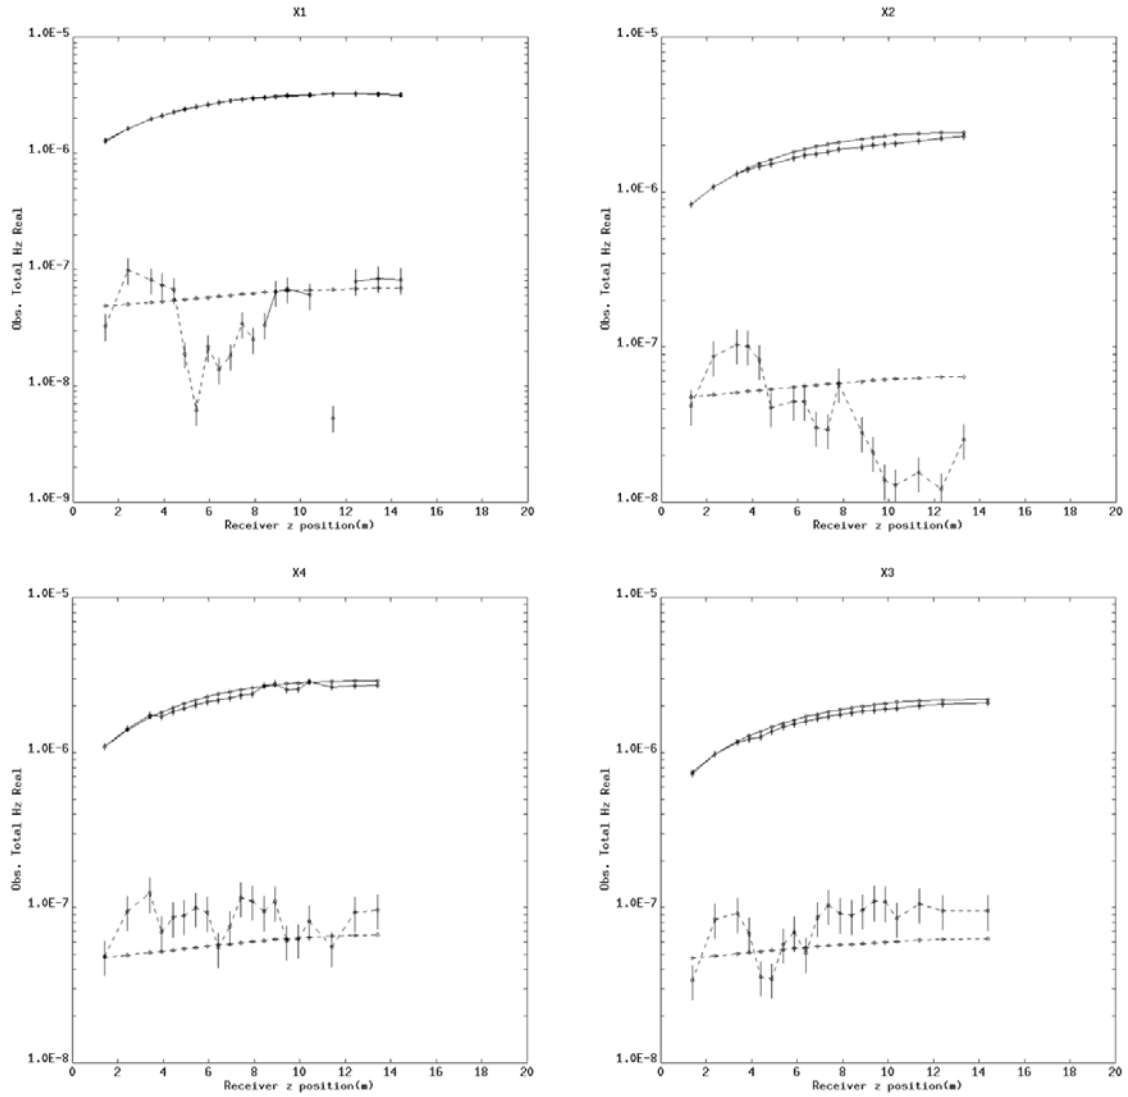 X1
1.0E-5
1.0E-6
1.0E-7
1.0E-8
1.0E-9
Obs. Total Hz Real
0 2 4 6 8 10 12 14 16 18 20
Receiver z position(m)
X2
1.0E-5
1.0E-6
1.0E-7
1.0E-8
Obs. Total Hz Real
0 2 4 6 8 10 12 14 16 18 20
Receiver z position(m)
X4
1.0E-5
1.0E-6
1.0E-7
1.0E-8
Obs. Total Hz Real
0 2 4 6 8 10 12 14 16 18 20
Receiver z position(m)
X3
1.0E-5
1.0E-6
1.0E-7
1.0E-8
Obs. Total Hz Real
0 2 4 6 8 10 12 14 16 18 20
Receiver z position(m)